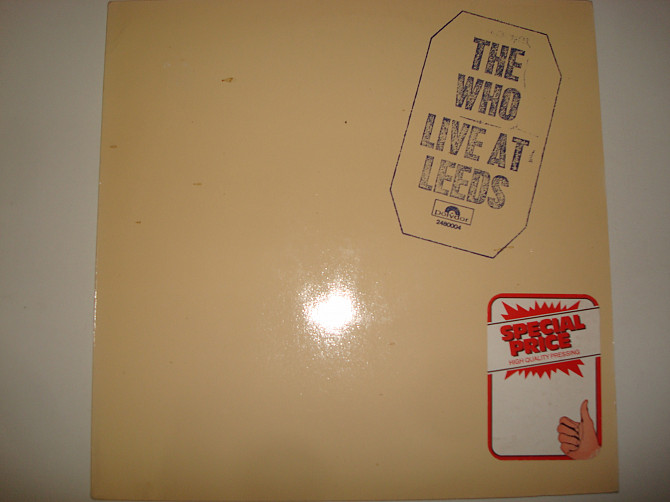 THE
WHO
LIVE AT
LEEDS
polydor
2480004
SPECIAL
PRICE
HIGH QUALITY PRESSING